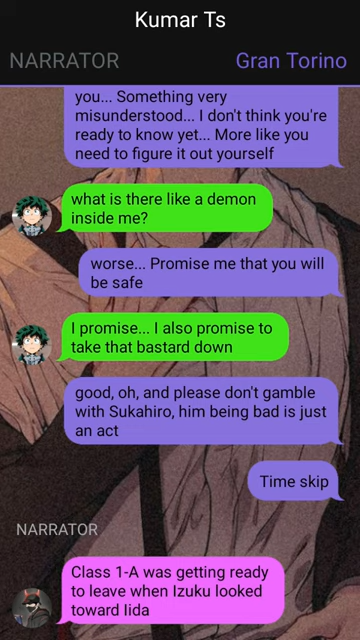 Kumar Ts
NARRATOR
Gran Torino
you... Something very
misunderstood... I don't think you're
ready to know yet... More like you
need to figure it out yourself
what is there like a demon
inside me?
worse... Promise me that you will
be safe
I promise... I also promise to
take that bastard down
good, oh, and please don't gamble
with Sukahiro, him being bad is just
an act
Time skip
NARRATOR
Class 1-A was getting ready
to leave when Izuku looked
toward Iida